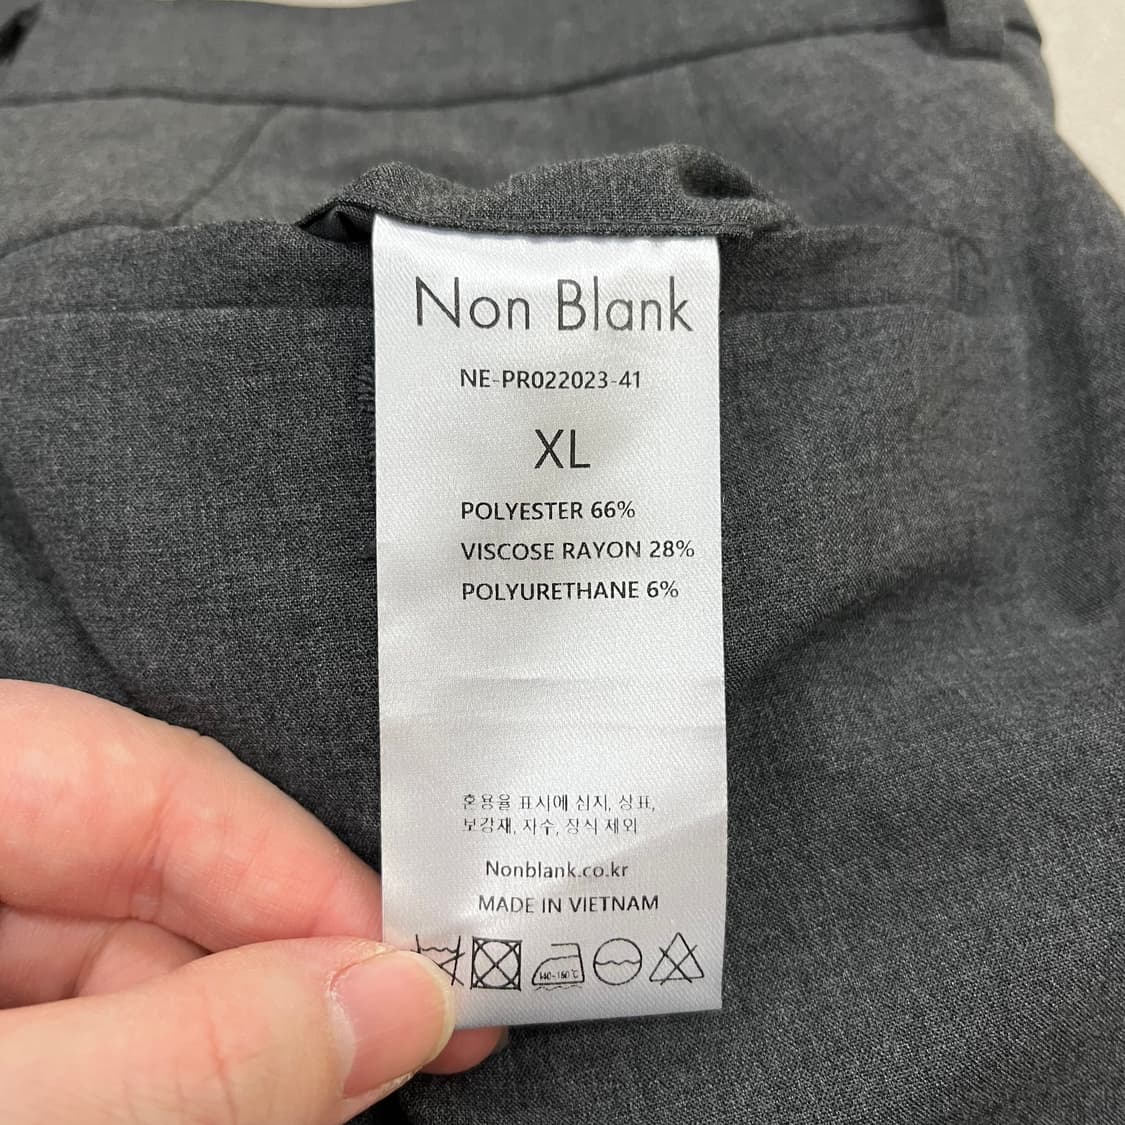 Non Blank
NE-PR022023-41
XL
POLYESTER 66%
VISCOSE RAYON 28%
POLYURETHANE 6%
혼용율 표시에 심지, 상표,
보강재, 자수, 장식 제외
Nonblank.co.kr
MADE IN VIETNAM
140-160℃